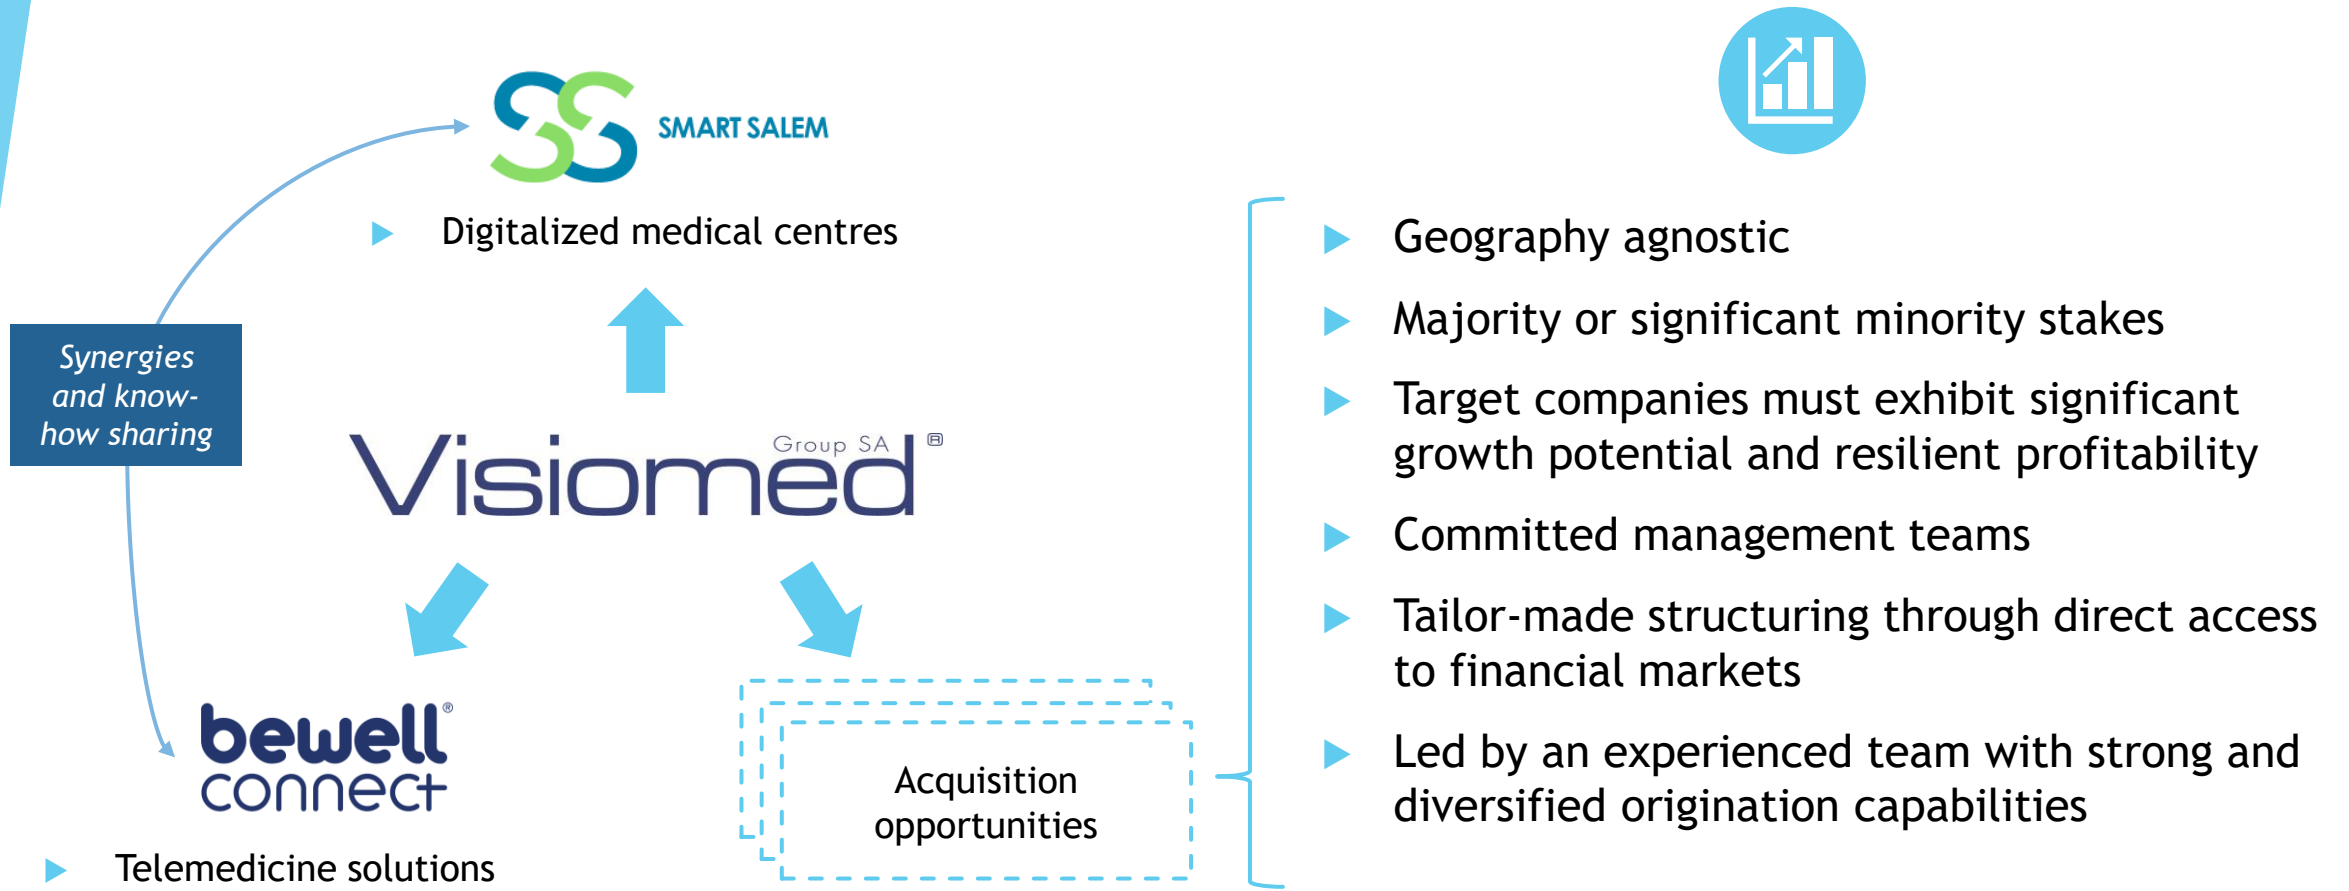 SMART SALEM
Digitalized medical centres
Synergies
and know-
how sharing
Group SA
Visiomed®
bewell®
connect
Telemedicine solutions
Acquisition
opportunities
Geography agnostic
Majority or significant minority stakes
Target companies must exhibit significant
growth potential and resilient profitability
Committed management teams
Tailor-made structuring through direct access
to financial markets
Led by an experienced team with strong and
diversified origination capabilities